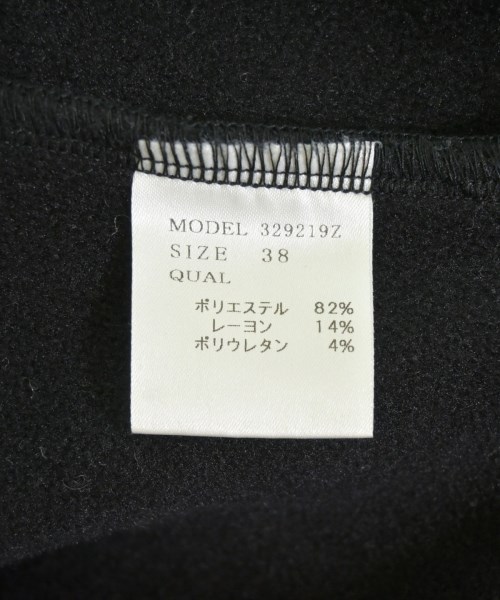 MODEL 329219Z
SIZE 38
QUAL
ポリエステル 82%
レーヨン 14%
ポリウレタン 4%